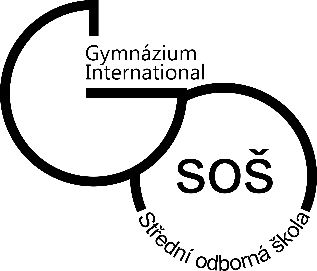 Gymnázium
International
SOŠ
Střední odborná škola